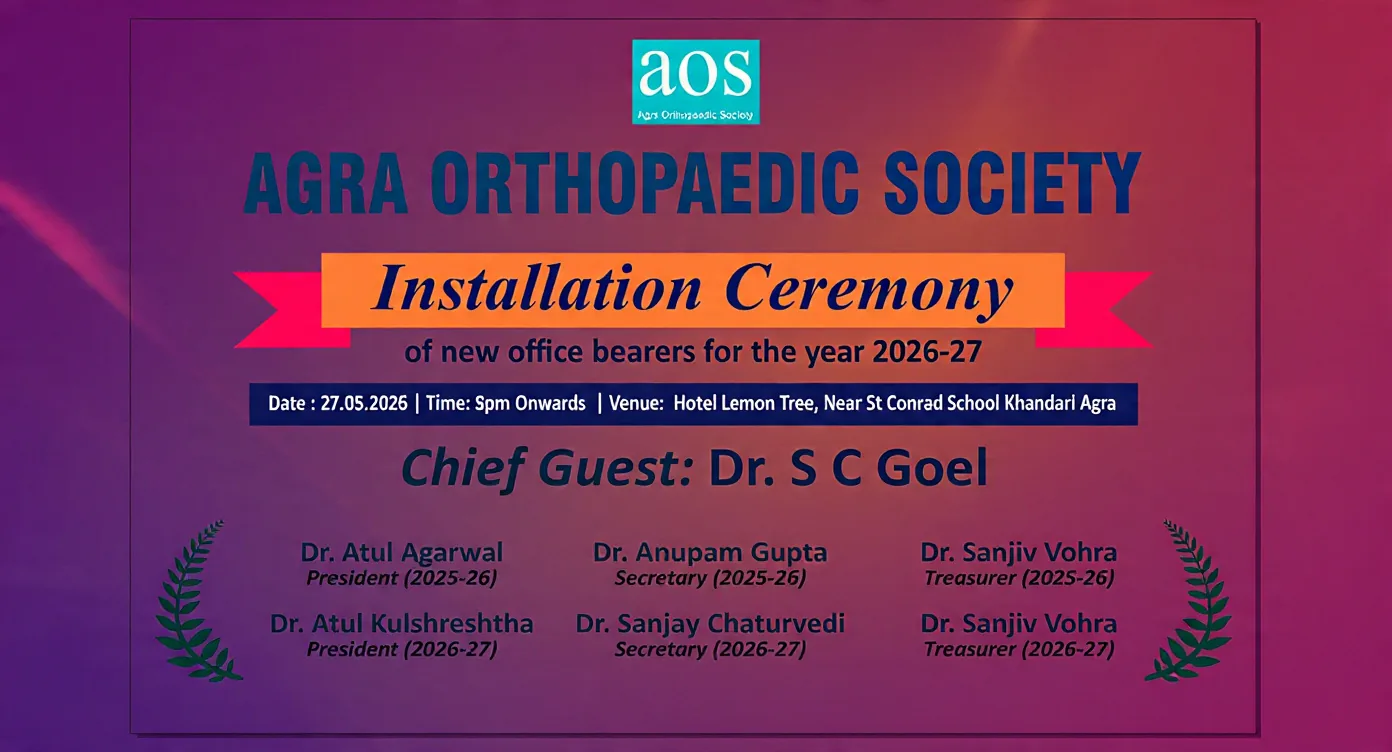 aos
Agra Orthopaedic Society
AGRA ORTHOPAEDIC SOCIETY
Installation Ceremony
of new office bearers for the year 2026-27
Date : 27.05.2026 | Time: 8pm Onwards | Venue: Hotel Lemon Tree, Near St Conrad School Khandari Agra
Chief Guest: Dr. S C Goel
Dr. Atul Agarwal Dr. Anupam Gupta Dr. Sanjiv Vohra
President (2025-26) Secretary (2025-26) Treasurer (2025-26)
Dr. Atul Kulshreshtha Dr. Sanjay Chaturvedi Dr. Sanjiv Vohra
President (2026-27) Secretary (2026-27) Treasurer (2026-27)